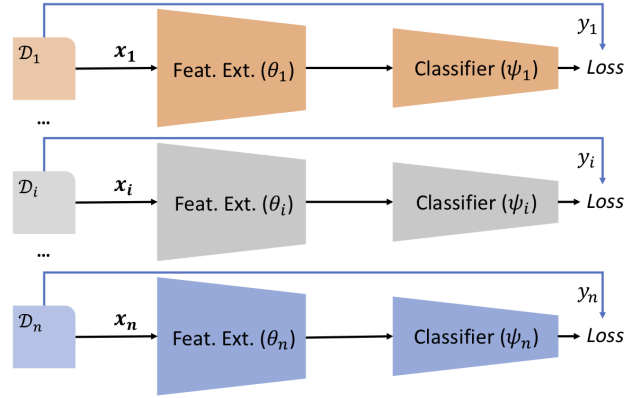 𝒟₁ 𝒙₁ Feat. Ext. (θ₁) Classifier (ψ₁) y₁ Loss
...
𝒟ᵢ 𝒙ᵢ Feat. Ext. (θᵢ) Classifier (ψᵢ) yᵢ Loss
...
𝒟ₙ 𝒙ₙ Feat. Ext. (θₙ) Classifier (ψₙ) yₙ Loss